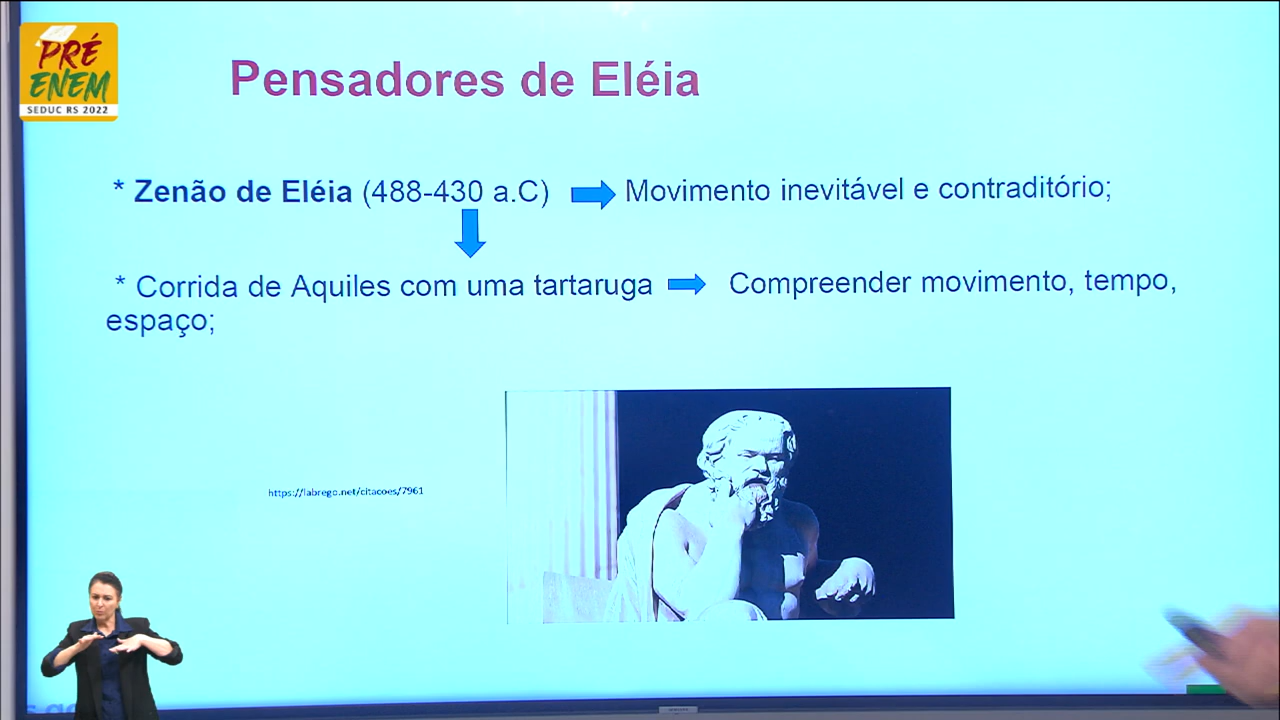 PRÉ
ENEM
SEDUC RS 2022
Pensadores de Eléia
* Zenão de Eléia (488-430 a.C) Movimento inevitável e contraditório;
* Corrida de Aquiles com uma tartaruga Compreender movimento, tempo,
espaço;
https://labrego.net/citacoes/7961